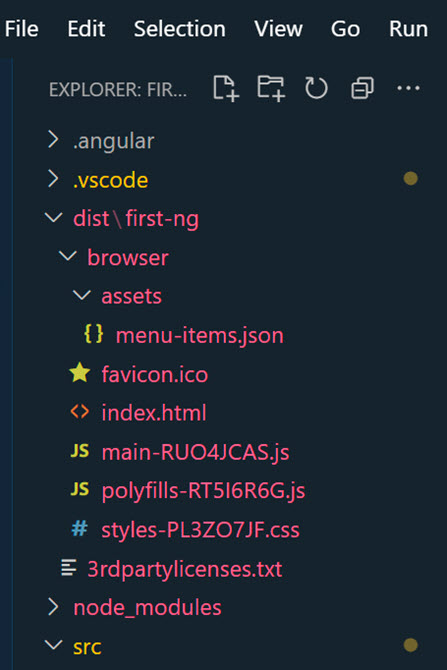 File Edit Selection View Go Run
EXPLORER: FIR...
.angular
.vscode
dist\first-ng
browser
assets
{} menu-items.json
favicon.ico
<> index.html
JS main-RUO4JCAS.js
JS polyfills-RT5I6R6G.js
# styles-PL3ZO7JF.css
3rdpartylicenses.txt
node_modules
src